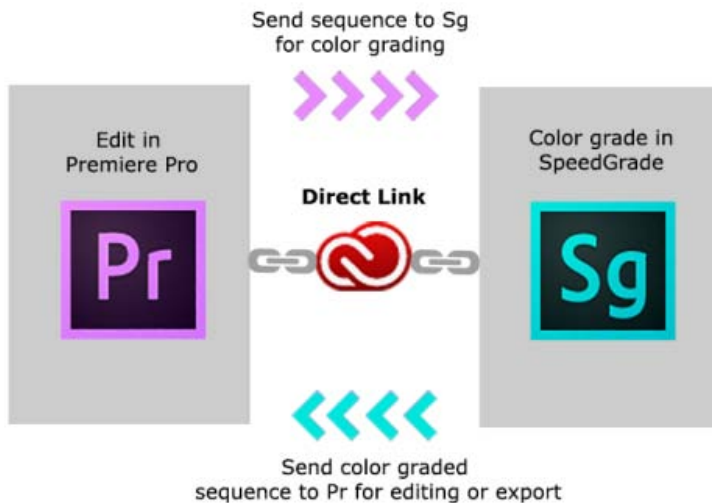 Send sequence to Sg
for color grading
Edit in
Premiere Pro
Color grade in
SpeedGrade
Direct Link
Pr
Sg
Send color graded
sequence to Pr for editing or export